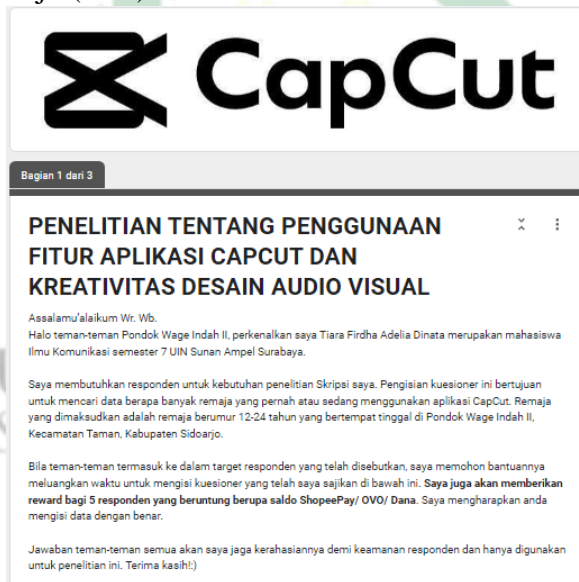 CapCut
Bagian 1 dari 3
PENELITIAN TENTANG PENGGUNAAN
FITUR APLIKASI CAPCUT DAN
KREATIVITAS DESAIN AUDIO VISUAL
Assalamu'alaikum Wr. Wb.
Halo teman-teman Pondok Wage Indah II, perkenalkan saya Tiara Firdha Adelia Dinata merupakan mahasiswa
Ilmu Komunikasi semester 7 UIN Sunan Ampel Surabaya.
Saya membutuhkan responden untuk kebutuhan penelitian Skripsi saya. Pengisian kuesioner ini bertujuan
untuk mencari data berapa banyak remaja yang pernah atau sedang menggunakan aplikasi CapCut. Remaja
yang dimaksudkan adalah remaja berumur 12-24 tahun yang bertempat tinggal di Pondok Wage Indah II,
Kecamatan Taman, Kabupaten Sidoarjo.
Bila teman-teman termasuk ke dalam target responden yang telah disebutkan, saya memohon bantuannya
meluangkan waktu untuk mengisi kuesioner yang telah saya sajikan di bawah ini. Saya juga akan memberikan
reward bagi 5 responden yang beruntung berupa saldo ShopeePay/ OVO/ Dana. Saya mengharapkan anda
mengisi data dengan benar.
Jawaban teman-teman semua akan saya jaga kerahasiannya demi keamanan responden dan hanya digunakan
untuk penelitian ini. Terima kasih!:)